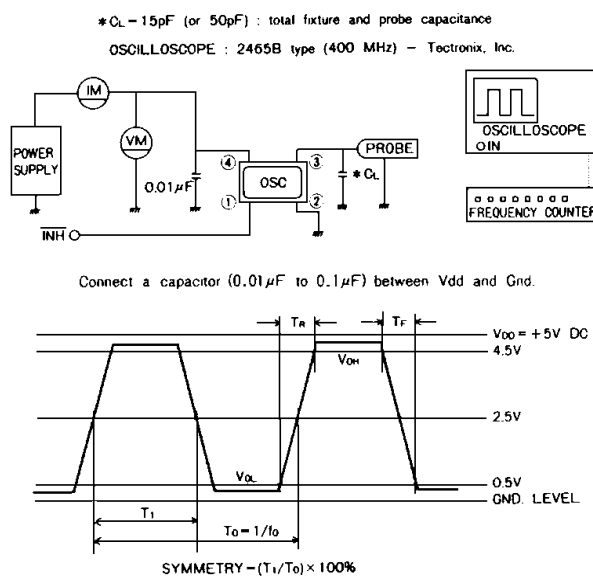 *CL-15pF (or 50pF) : total fixture and probe capacitance
OSCILLOSCOPE : 2465B type (400 MHz) - Tectronix, Inc.
IM
VM
POWER
SUPPLY
0.01μF
④
③
OSC
①
②
*CL
PROBE
INH
OSCILLOSCOPE
IN
FREQUENCY COUNTER
Connect a capacitor (0.01μF to 0.1μF) between Vdd and Gnd.
TR
TF
VDD=+5V DC
4.5V
VOH
2.5V
VOL
0.5V
GND. LEVEL
T1
T0=1/f0
SYMMETRY-(T1/T0)×100%